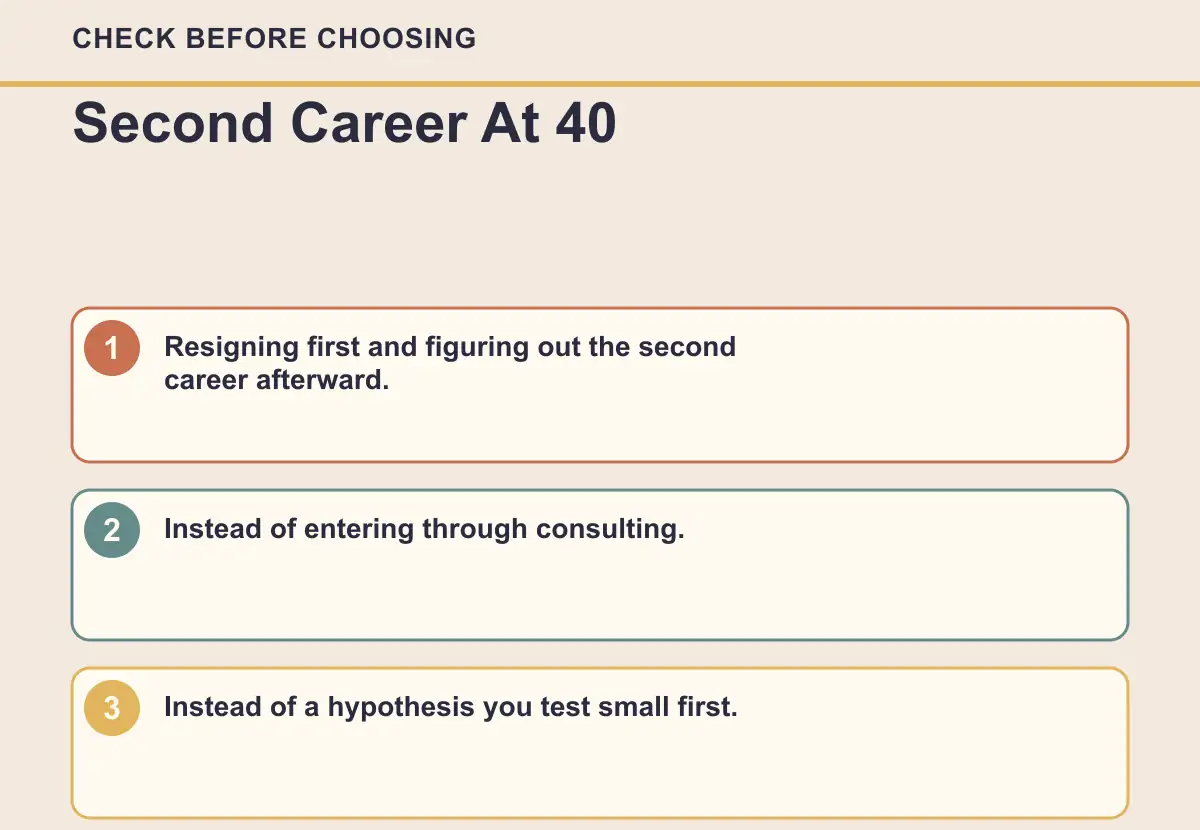 CHECK BEFORE CHOOSING
Second Career At 40
1
Resigning first and figuring out the second
career afterward.
2
Instead of entering through consulting.
3
Instead of a hypothesis you test small first.